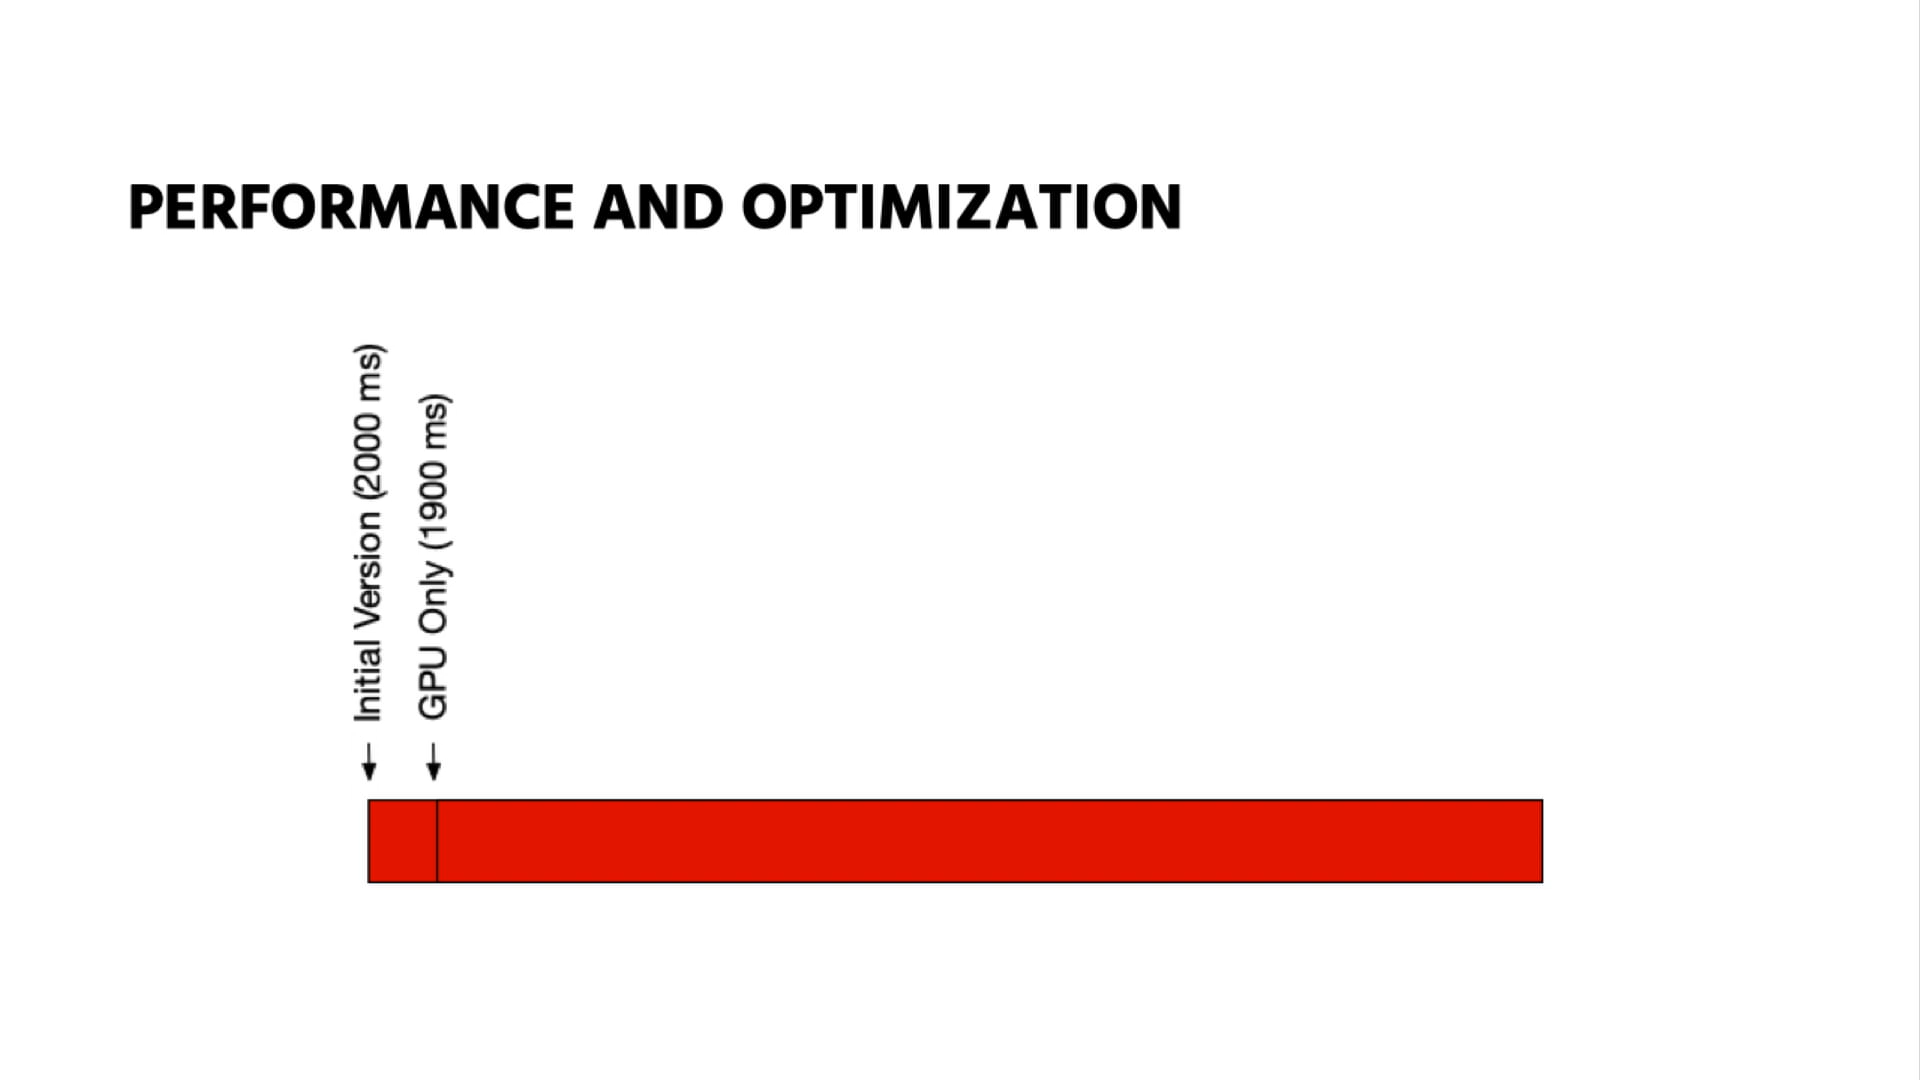 PERFORMANCE AND OPTIMIZATION
Initial Version (2000 ms)
GPU Only (1900 ms)